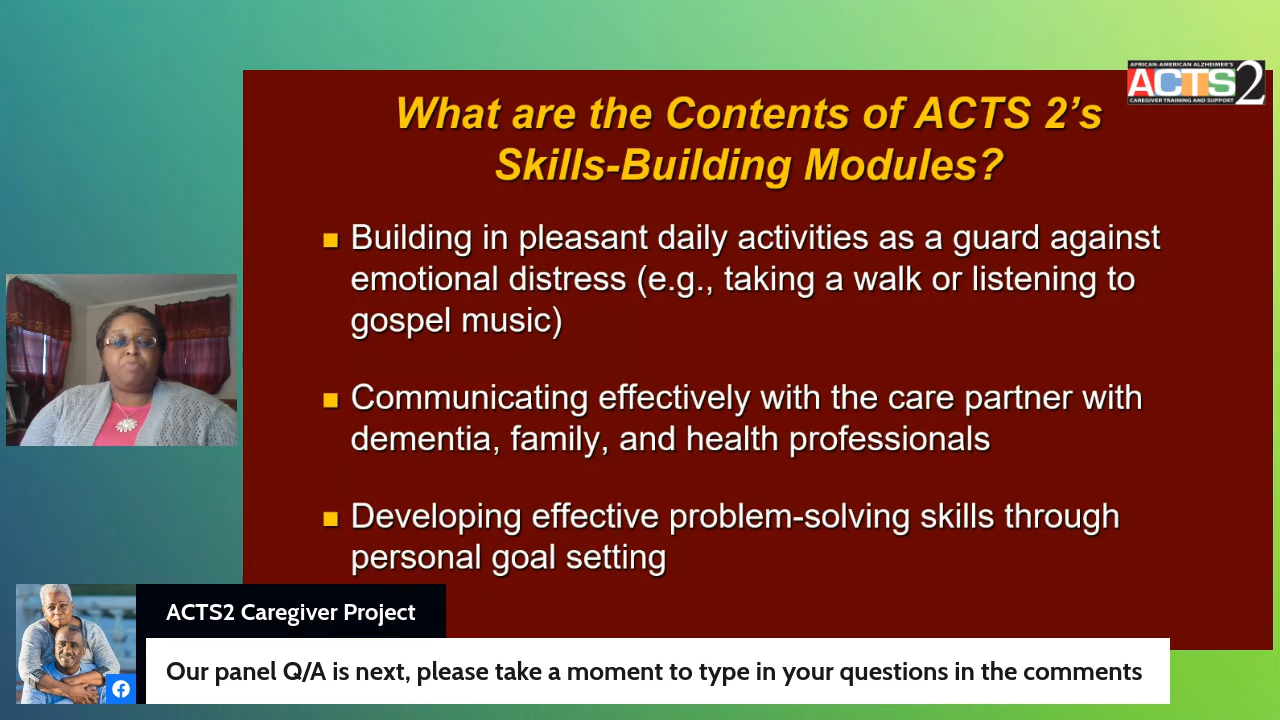 AFRICAN-AMERICAN ALZHEIMER'S
ACTS2
CAREGIVER TRAINING AND SUPPORT
What are the Contents of ACTS 2’s
Skills-Building Modules?
Building in pleasant daily activities as a guard against
emotional distress (e.g., taking a walk or listening to
gospel music)
Communicating effectively with the care partner with
dementia, family, and health professionals
Developing effective problem-solving skills through
personal goal setting
ACTS2 Caregiver Project
Our panel Q/A is next, please take a moment to type in your questions in the comments